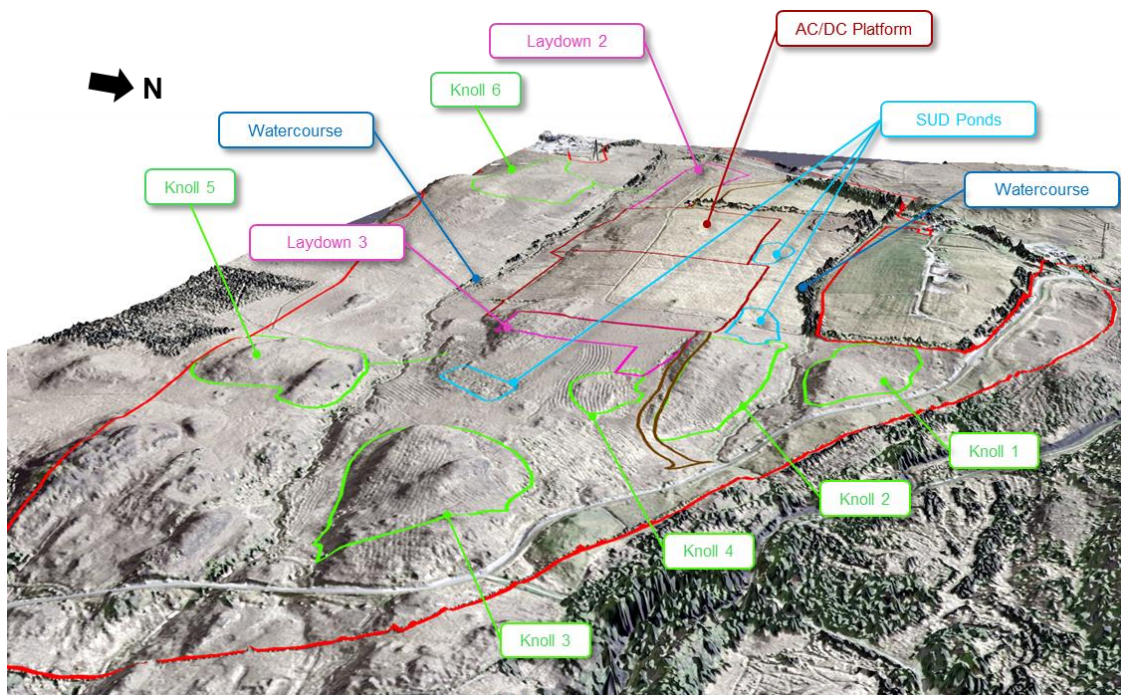 AC/DC Platform
Laydown 2
N
Knoll 6
SUD Ponds
Watercourse
Knoll 5
Watercourse
Laydown 3
Knoll 1
Knoll 2
Knoll 4
Knoll 3